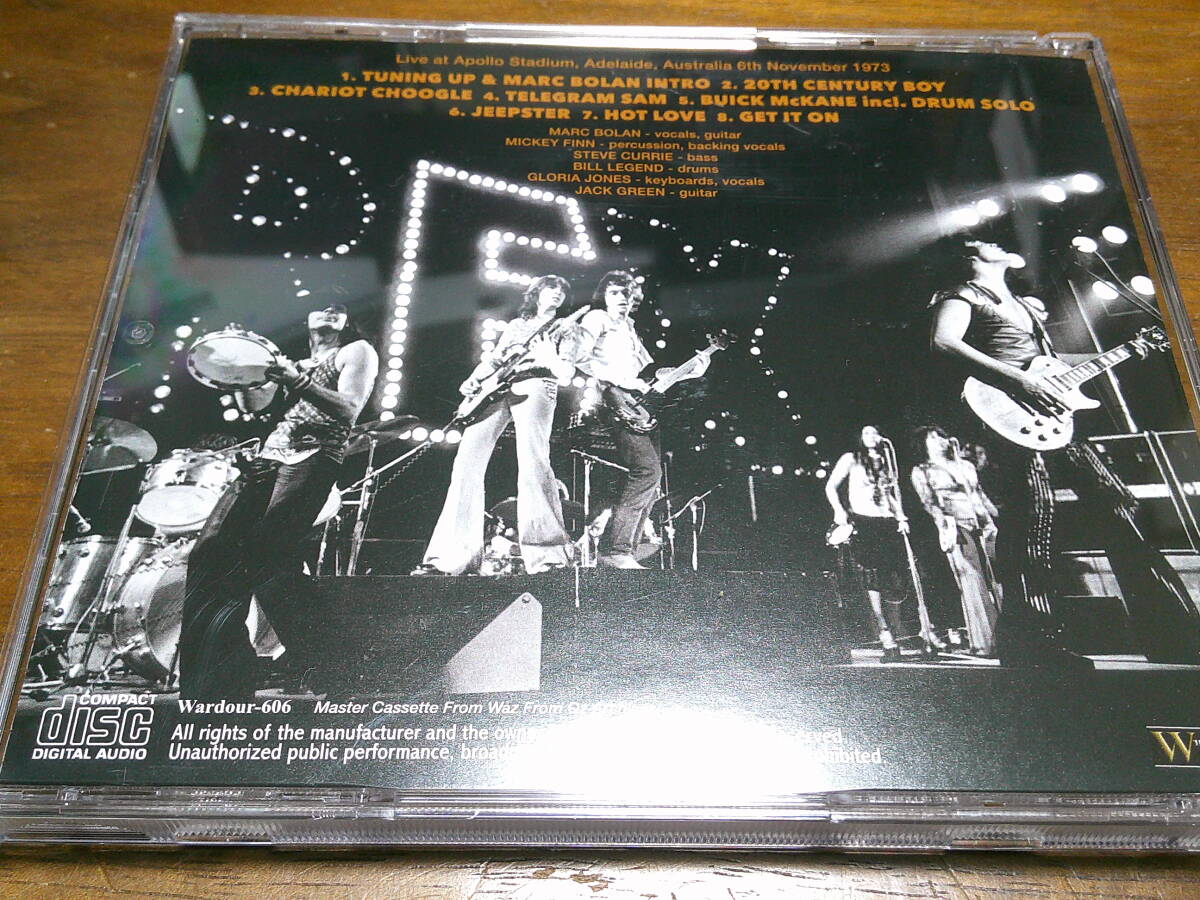 Live at Apollo Stadium, Adelaide, Australia 6th November 1973
1. TUNING UP & MARC BOLAN INTRO 2. 20TH CENTURY BOY
3. CHARIOT CHOOGLE 4. TELEGRAM SAM 5. BUICK McKANE incl. DRUM SOLO
6. JEEPSTER 7. HOT LOVE 8. GET IT ON
MARC BOLAN - vocals, guitar
MICKEY FINN - percussion, backing vocals
STEVE CURRIE - bass
BILL LEGEND - drums
GLORIA JONES - keyboards, vocals
JACK GREEN - guitar
COMPACT
disc
DIGITAL AUDIO
Wardour-606 Master Cassette From Waz From
All rights of the manufacturer and the
Unauthorized public performance,
W